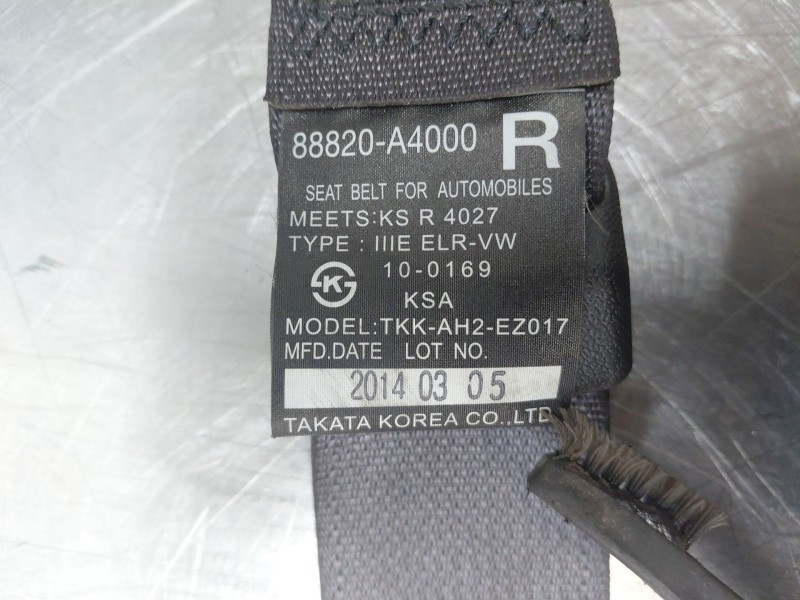 88820-A4000 R
SEAT BELT FOR AUTOMOBILES
MEETS:KS R 4027
TYPE : IIIE ELR-VW
10-0169
K
KSA
MODEL:TKK-AH2-EZ017
MFD.DATE LOT NO.
2014 03 05
TAKATA KOREA CO.,LTD